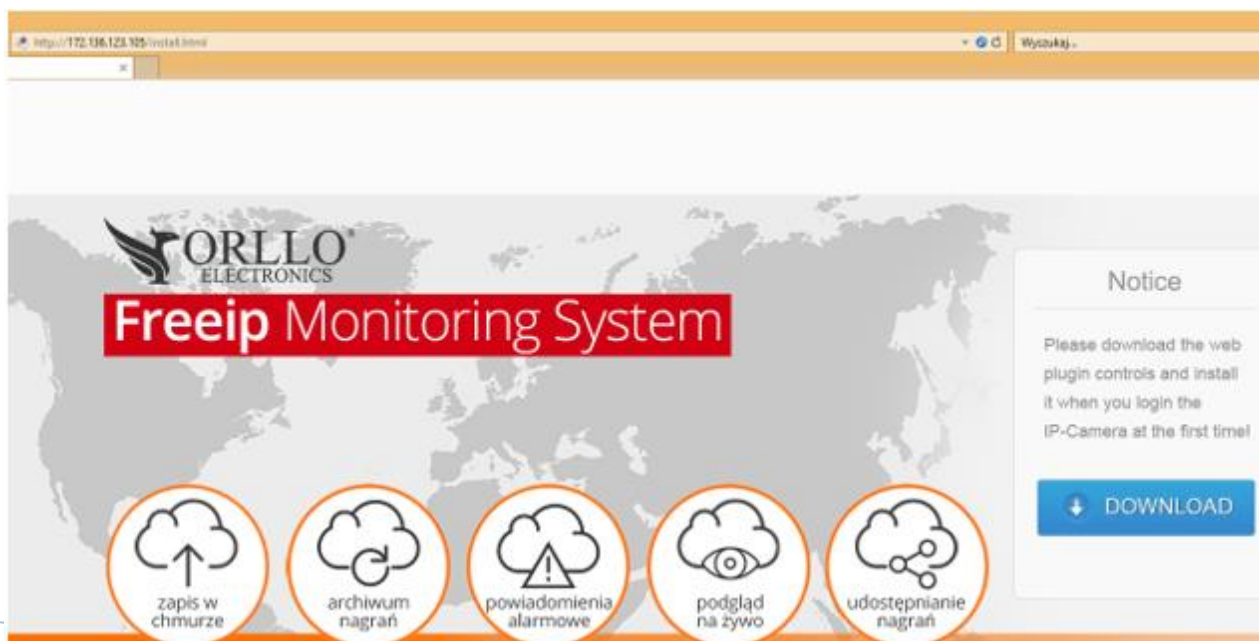 http://172.136.123.105/install.html
Wyszukaj...
ORLLO®
ELECTRONICS
Freeip Monitoring System
Notice
Please download the web
plugin controls and install
it when you login the
IP-Camera at the first time!
DOWNLOAD
zapis w
chmurze
archiwum
nagrań
powiadomienia
alarmowe
podgląd
na żywo
udostępnianie
nagrań